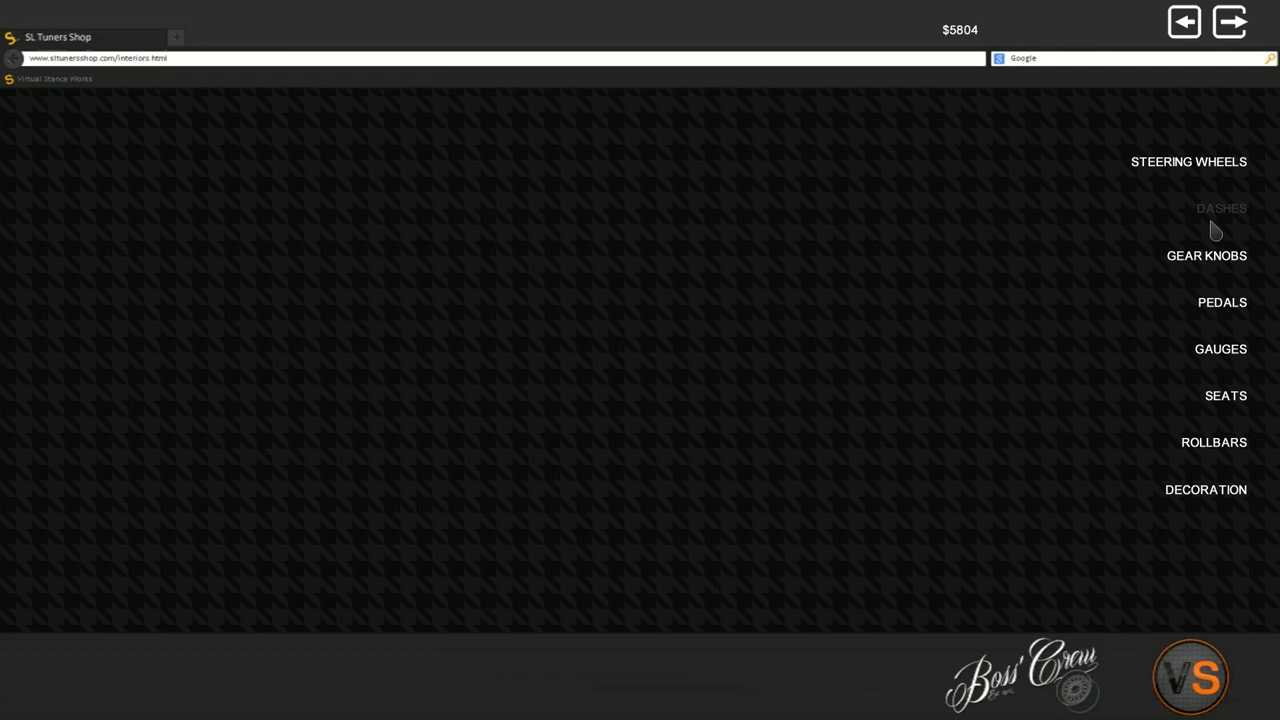 $5804
SL Tuners Shop
www.sltunersshop.com/interiors.html
Google
Virtual Stance Works
STEERING WHEELS
DASHES
GEAR KNOBS
PEDALS
GAUGES
SEATS
ROLLBARS
DECORATION
Boss' Crew
VS